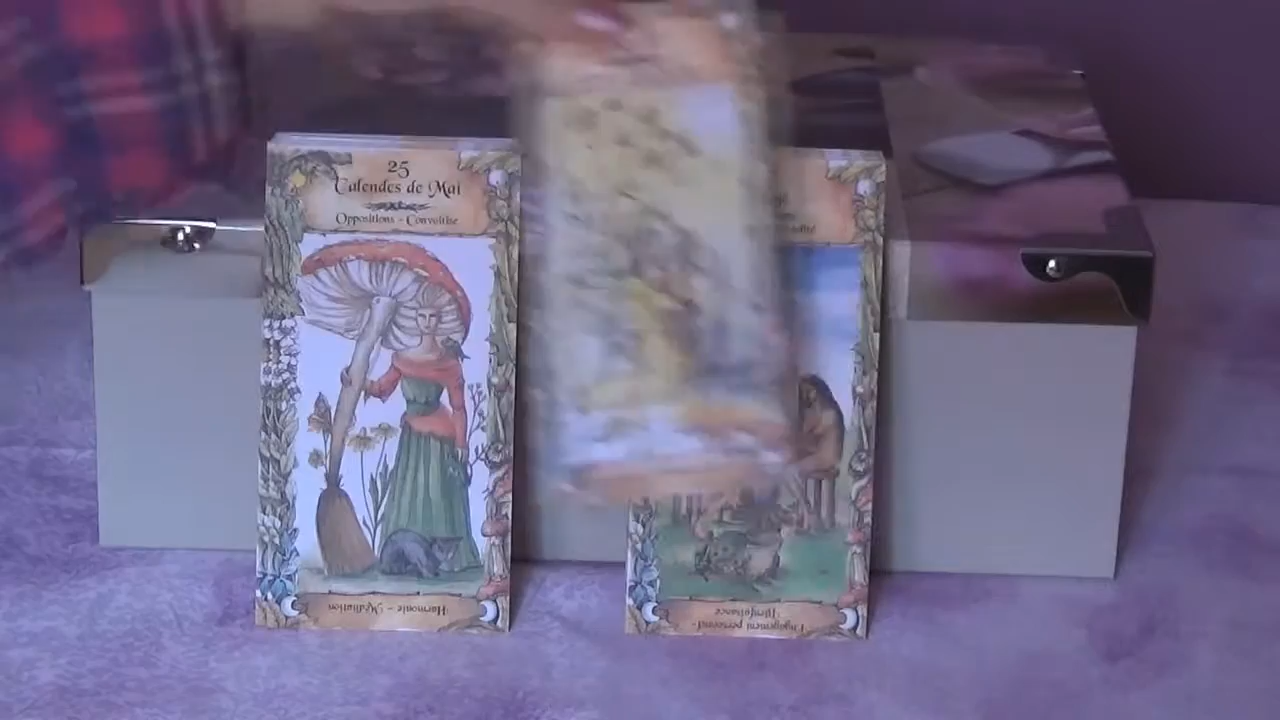 25
Calendes de Mai
Oppositions - Convoitise
Harmonie - Méditation
Engagement personnel -
Bienfaisance